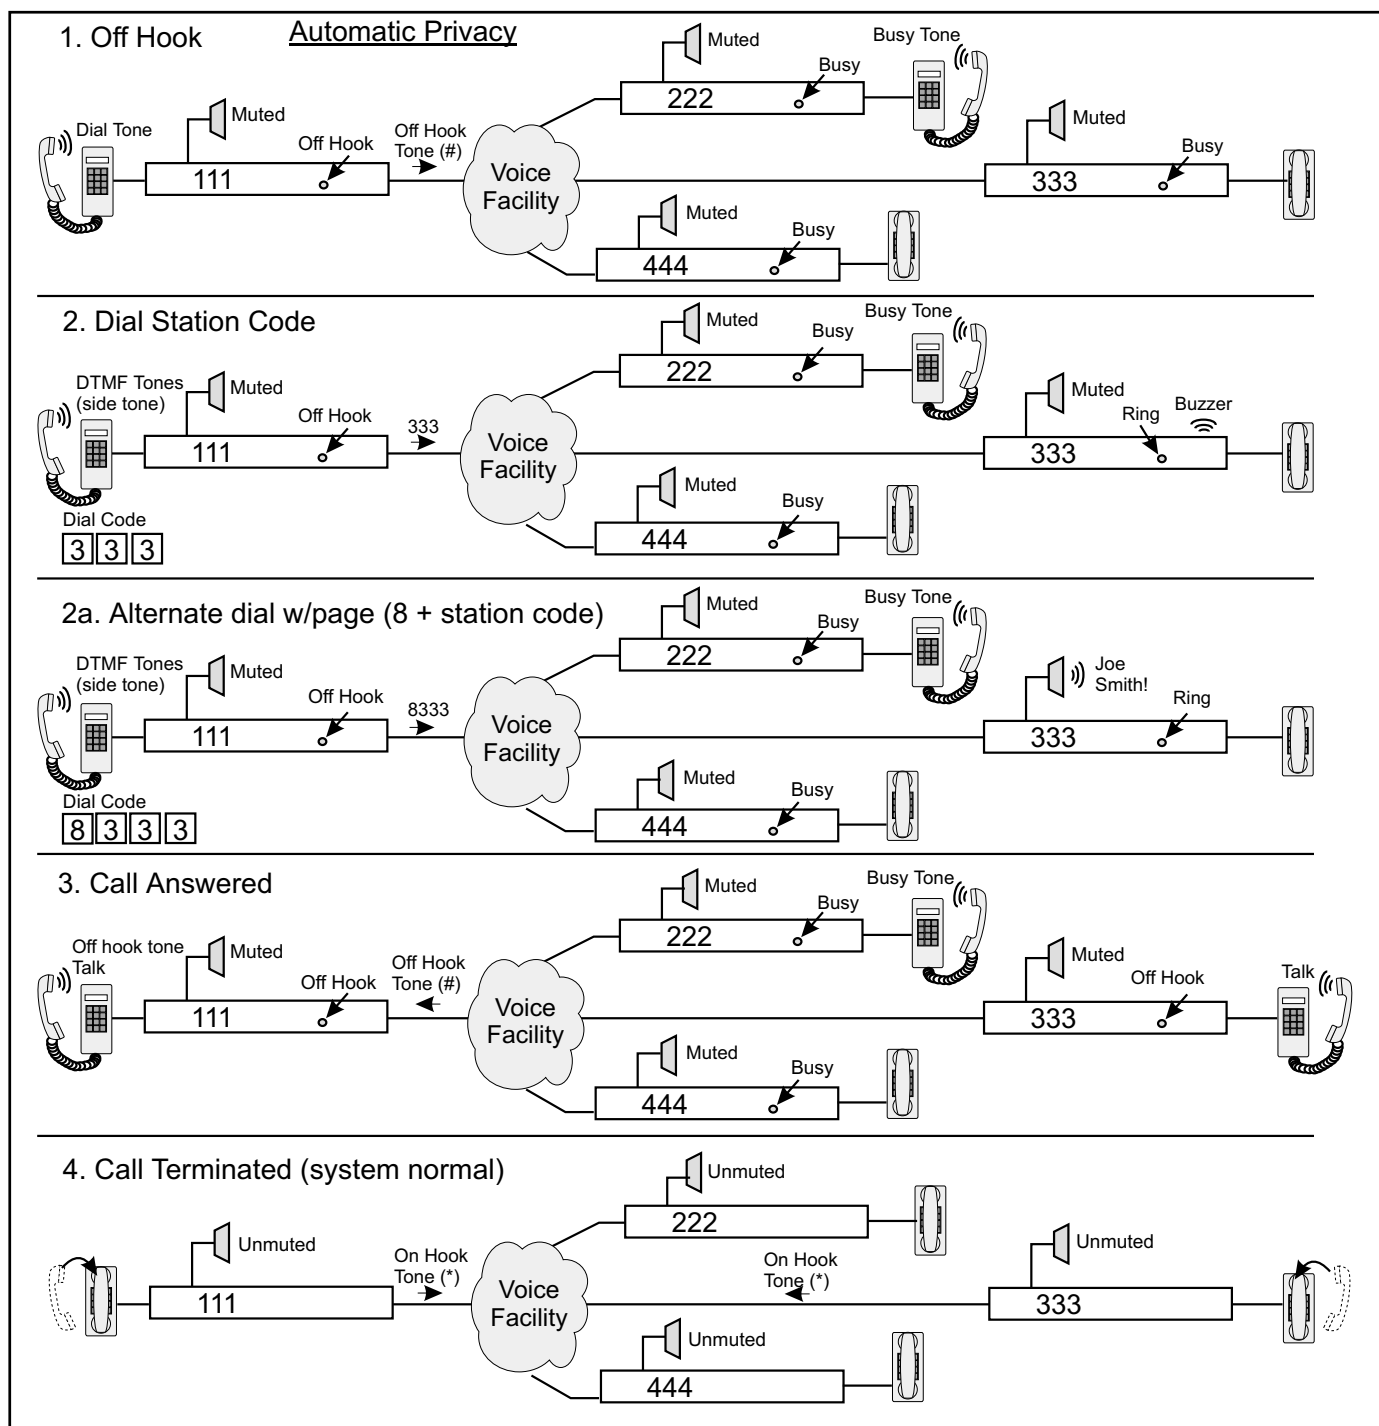 1. Off Hook
Automatic Privacy
Muted
Busy Tone
Busy
222
Dial Tone
Muted
Off Hook
111
Off Hook
Tone (#)
Voice
Facility
Muted
Busy
333
Muted
Busy
444
2. Dial Station Code
Muted
Busy Tone
Busy
222
DTMF Tones
(side tone)
Muted
Off Hook
111
333
Voice
Facility
Muted
Ring
Buzzer
333
Dial Code
3 3 3
Muted
Busy
444
2a. Alternate dial w/page (8 + station code)
Muted
Busy Tone
Busy
222
DTMF Tones
(side tone)
Muted
Off Hook
111
8333
Voice
Facility
Joe
Smith!
Ring
333
Dial Code
8 3 3 3
Muted
Busy
444
3. Call Answered
Muted
Busy Tone
Busy
222
Off hook tone
Talk
Muted
Off Hook
111
Off Hook
Tone (#)
Voice
Facility
Muted
Off Hook
Talk
333
Muted
Busy
444
4. Call Terminated (system normal)
Unmuted
222
Unmuted
111
On Hook
Tone (*)
Voice
Facility
On Hook
Tone (*)
Unmuted
333
Unmuted
444